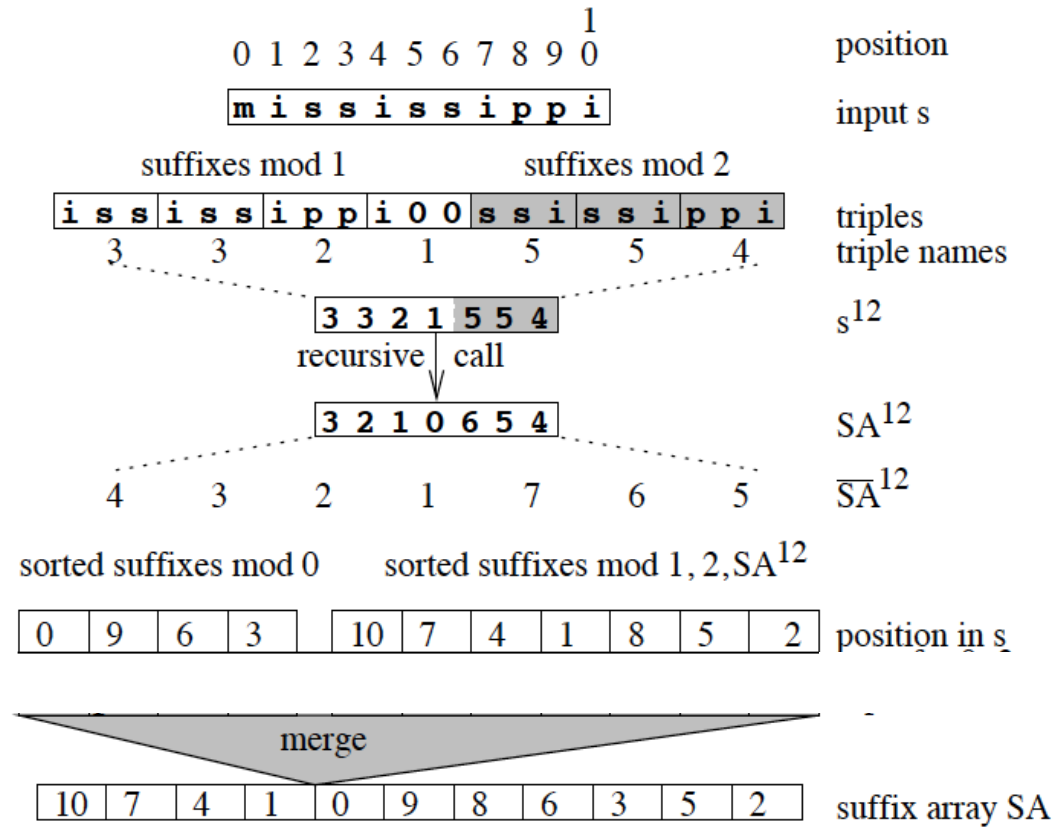 1
0 1 2 3 4 5 6 7 8 9 0 position
m i s s i s s i p p i input s
suffixes mod 1 suffixes mod 2
i s s i s s i p p i 0 0 s s i s s i p p i triples
3 3 2 1 5 5 4 triple names
3 3 2 1 5 5 4 s12
recursive call
3 2 1 0 6 5 4 SA12
4 3 2 1 7 6 5 S̅A̅12
sorted suffixes mod 0 sorted suffixes mod 1, 2, SA12
0 9 6 3 10 7 4 1 8 5 2 position in s
merge
10 7 4 1 0 9 8 6 3 5 2 suffix array SA